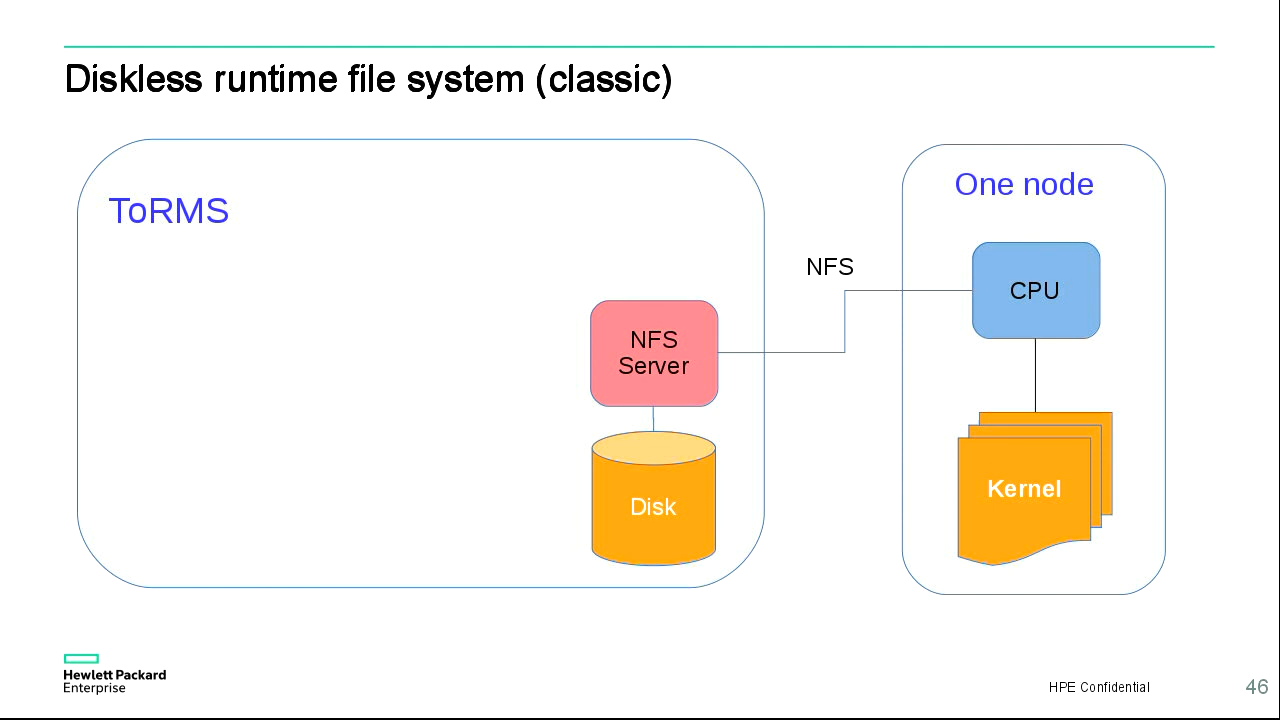 Diskless runtime file system (classic)
ToRMS
One node
NFS
CPU
NFS
Server
Kernel
Disk
Hewlett Packard
Enterprise
HPE Confidential
46